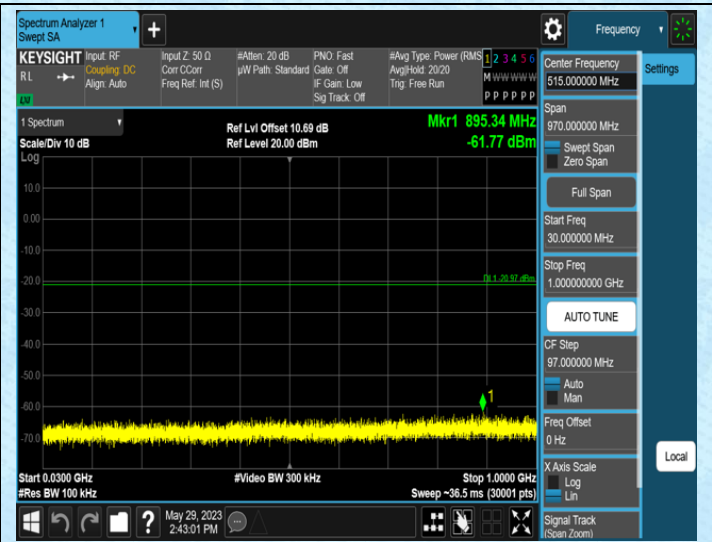 Spectrum Analyzer 1
Swept SA
+
Frequency
KEYSIGHT
RL
LXI
Input: RF
Coupling: DC
Align: Auto
Input Z: 50 Ω
Corr CCorr
Freq Ref: Int (S)
#Atten: 20 dB
µW Path: Standard
PNO: Fast
Gate: Off
IF Gain: Low
Sig Track: Off
#Avg Type: Power (RMS
Avg|Hold: 20/20
Trig: Free Run
1 2 3 4 5 6
M W W W W W
P P P P P P
1 Spectrum
Scale/Div 10 dB
Log
Ref Lvl Offset 10.69 dB
Ref Level 20.00 dBm
Mkr1 895.34 MHz
-61.77 dBm
10.0
0.00
-10.0
-20.0
DL1 -20.97 dBm
-30.0
-40.0
-50.0
-60.0
-70.0
1
Start 0.0300 GHz
#Res BW 100 kHz
#Video BW 300 kHz
Stop 1.0000 GHz
Sweep ~36.5 ms (30001 pts)
?
May 29, 2023
2:43:01 PM
Center Frequency
515.000000 MHz
Span
970.000000 MHz
Swept Span
Zero Span
Full Span
Start Freq
30.000000 MHz
Stop Freq
1.000000000 GHz
AUTO TUNE
CF Step
97.000000 MHz
Auto
Man
Freq Offset
0 Hz
X Axis Scale
Log
Lin
Signal Track
(Span Zoom)
Settings
Local